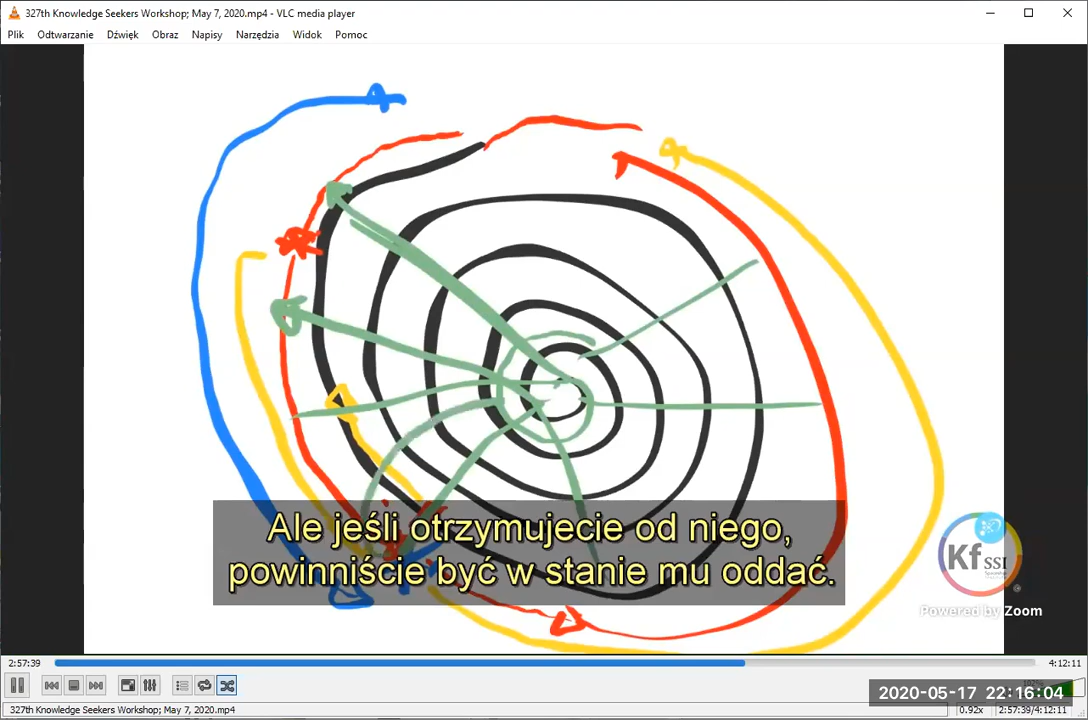 327th Knowledge Seekers Workshop; May 7, 2020.mp4 - VLC media player
Plik Odtwarzanie Dźwięk Obraz Napisy Narzędzia Widok Pomoc
Ale jeśli otrzymujecie od niego,
powinniście być w stanie mu oddać.
Kf SSI
Powered by Zoom
2:57:39
4:12:11
2020-05-17 22:16:04
327th Knowledge Seekers Workshop; May 7, 2020.mp4
0.92x
2:57:39/4:12:11